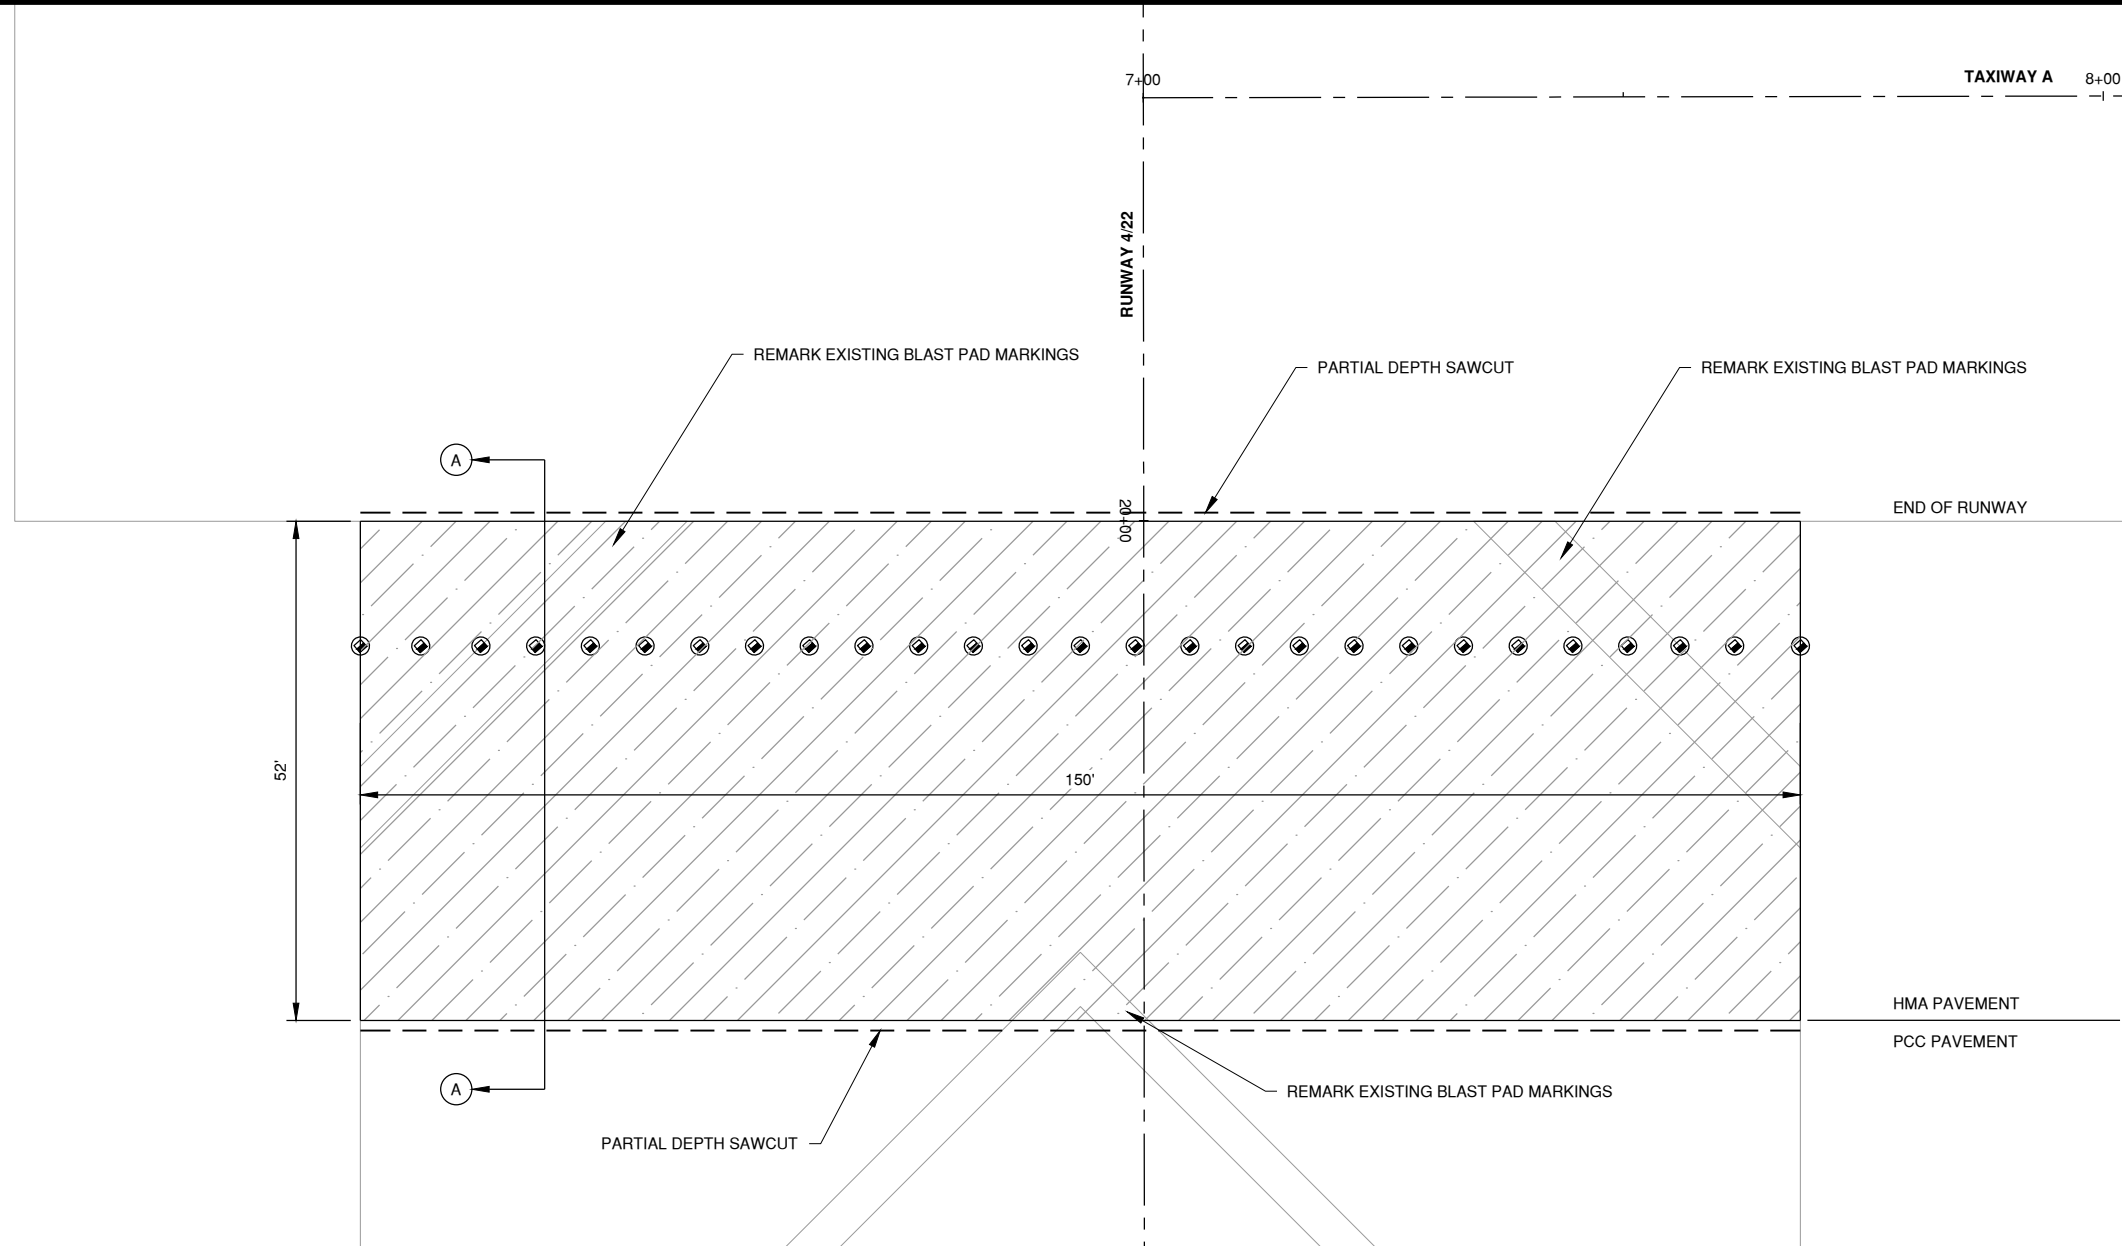 7+00
TAXIWAY A
8+00
RUNWAY 4/22
REMARK EXISTING BLAST PAD MARKINGS
PARTIAL DEPTH SAWCUT
REMARK EXISTING BLAST PAD MARKINGS
A
20+00
END OF RUNWAY
52'
150'
HMA PAVEMENT
PCC PAVEMENT
A
REMARK EXISTING BLAST PAD MARKINGS
PARTIAL DEPTH SAWCUT